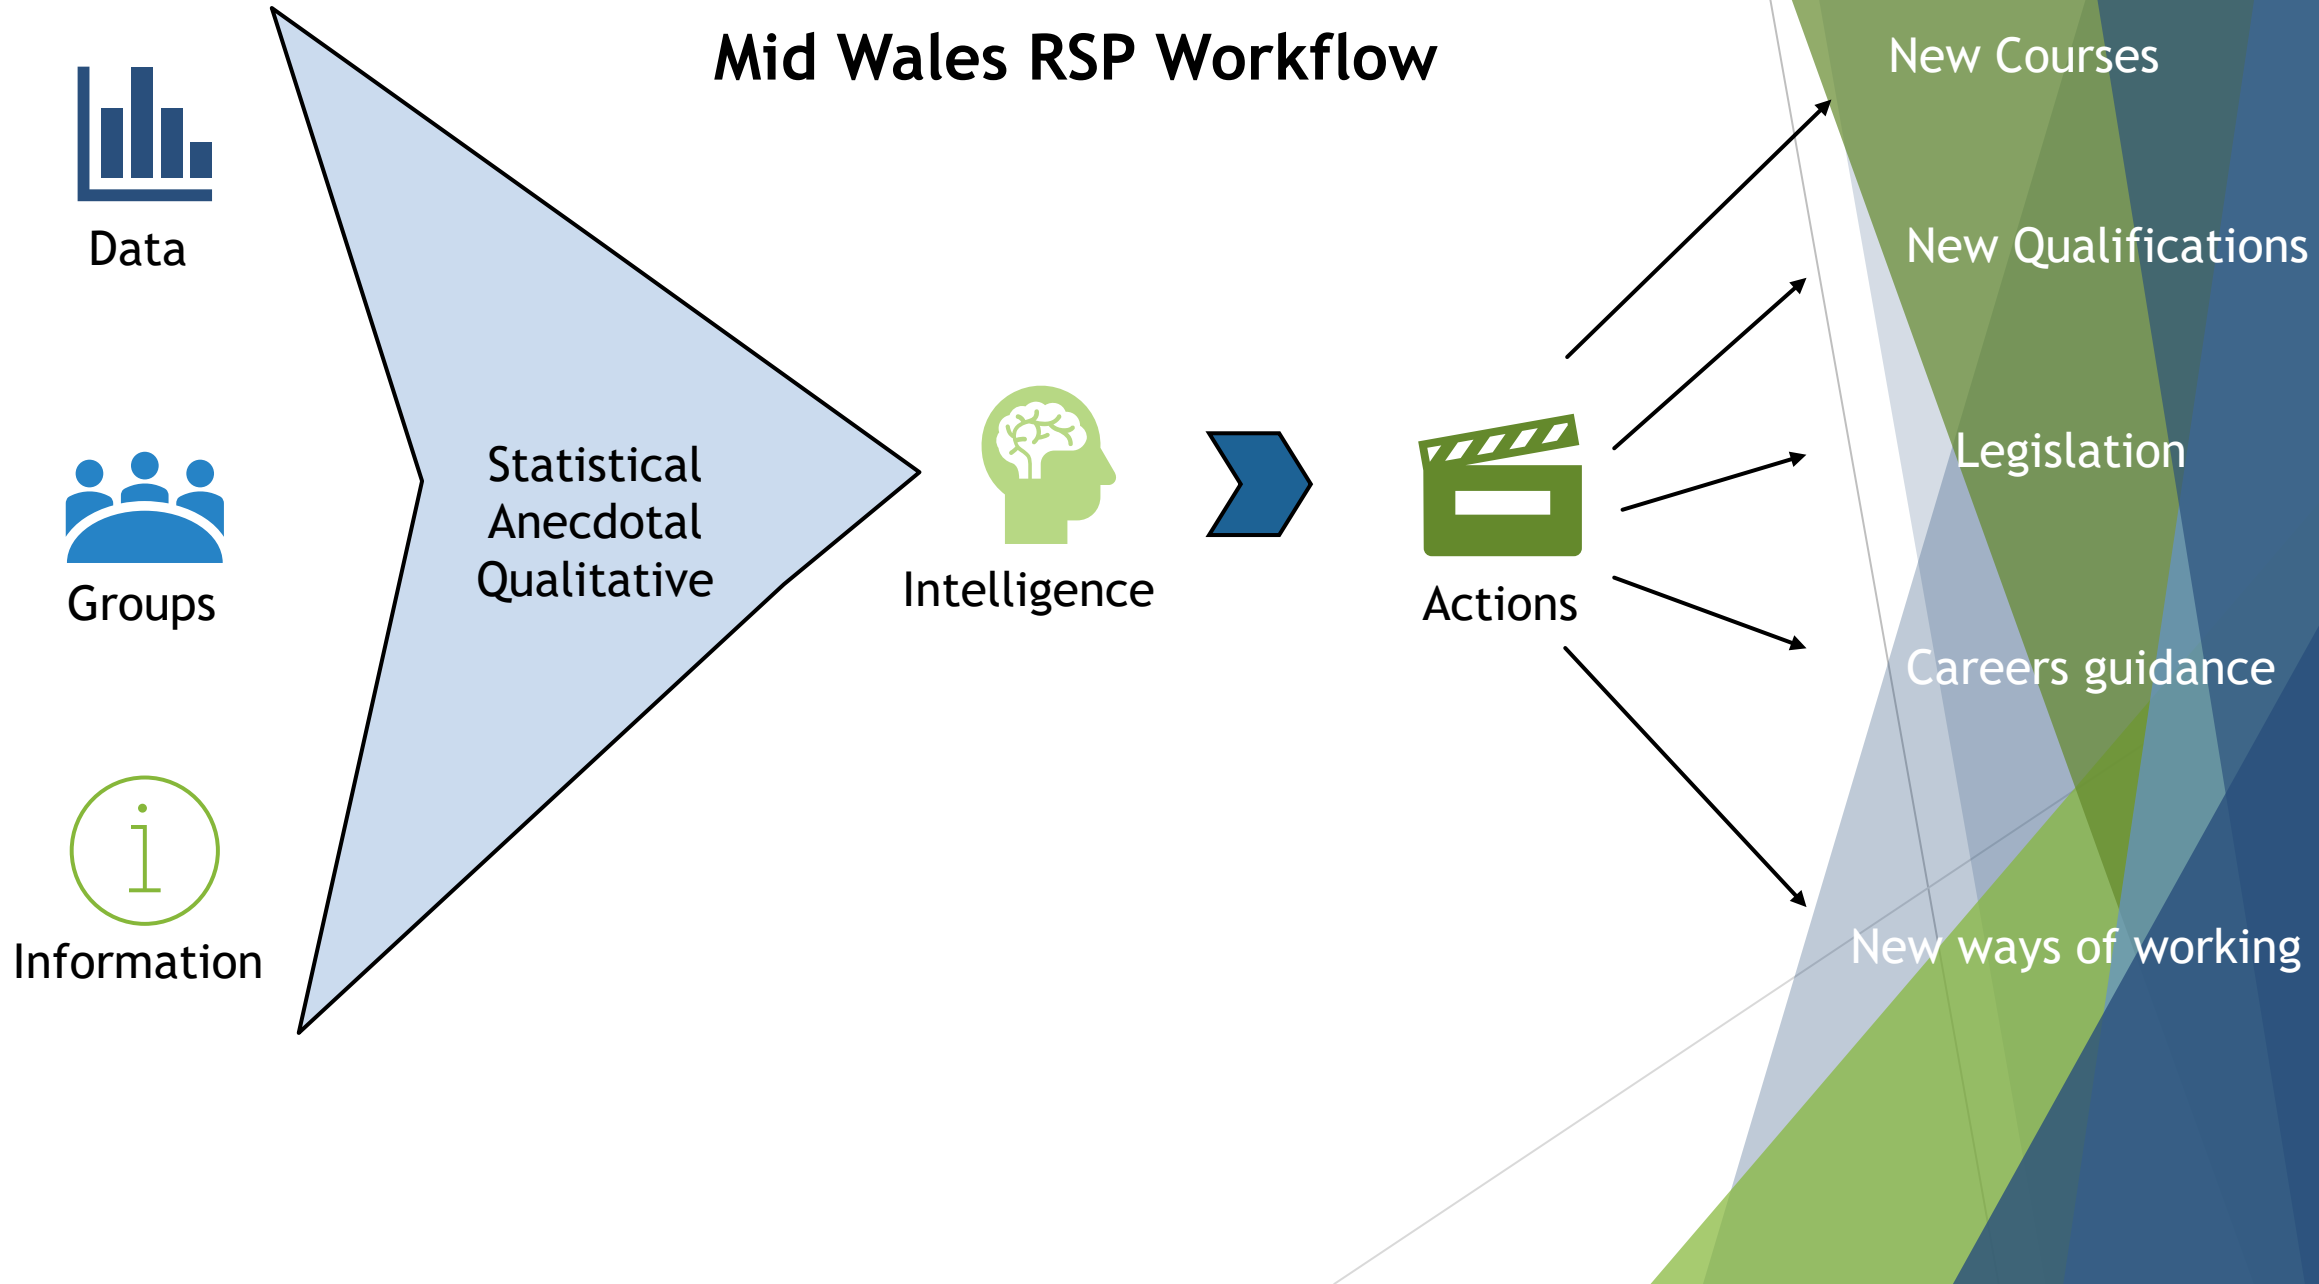 Mid Wales RSP Workflow
Data
Groups
Information
Statistical
Anecdotal
Qualitative
Intelligence
Actions
New Courses
New Qualifications
Legislation
Careers guidance
New ways of working